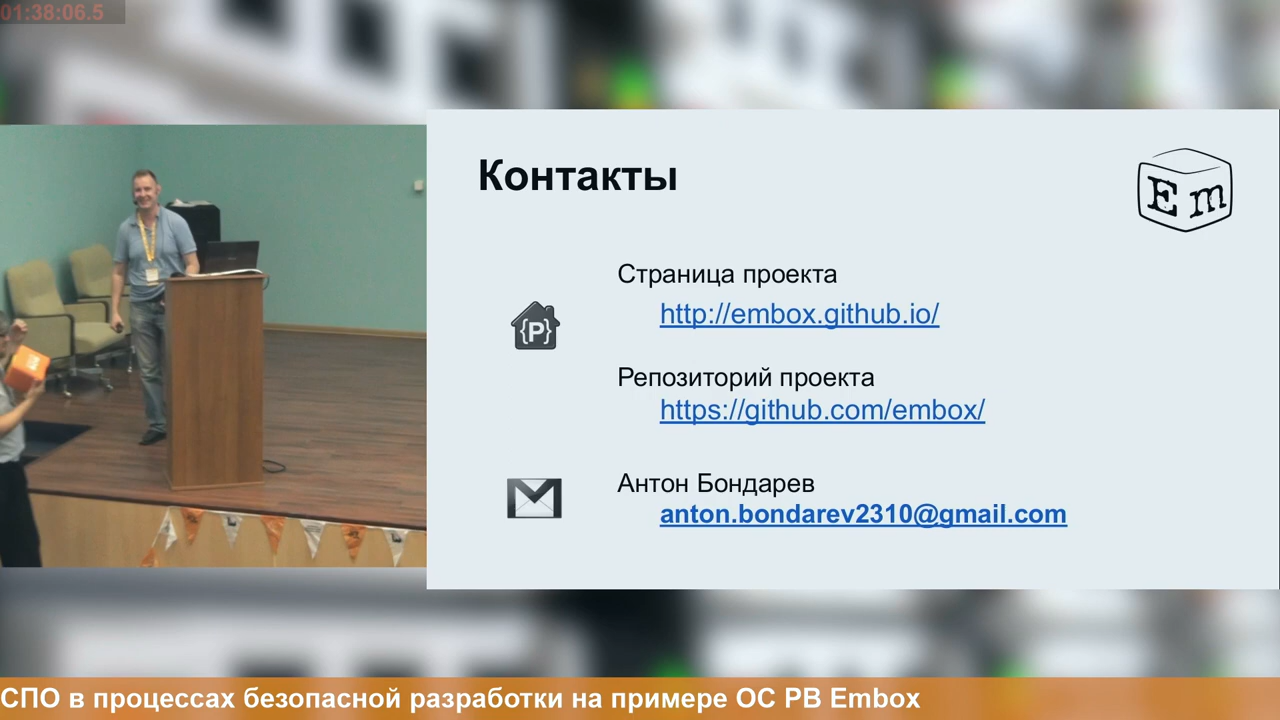 01:38:06.5
Контакты
Em
Страница проекта
http://embox.github.io/
{P}
Репозиторий проекта
https://github.com/embox/
Антон Бондарев
anton.bondarev2310@gmail.com
СПО в процессах безопасной разработки на примере ОС РВ Embox